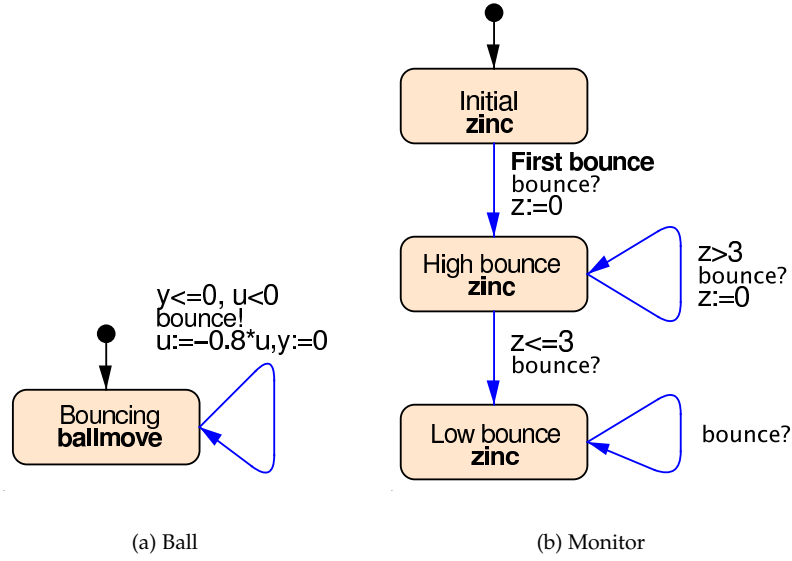 y<=0, u<0
bounce!
u:=−0.8*u,y:=0
Bouncing
ballmove
(a) Ball
Initial
zinc
First bounce
bounce?
z:=0
High bounce
zinc
z>3
bounce?
z:=0
z<=3
bounce?
Low bounce
zinc
bounce?
(b) Monitor